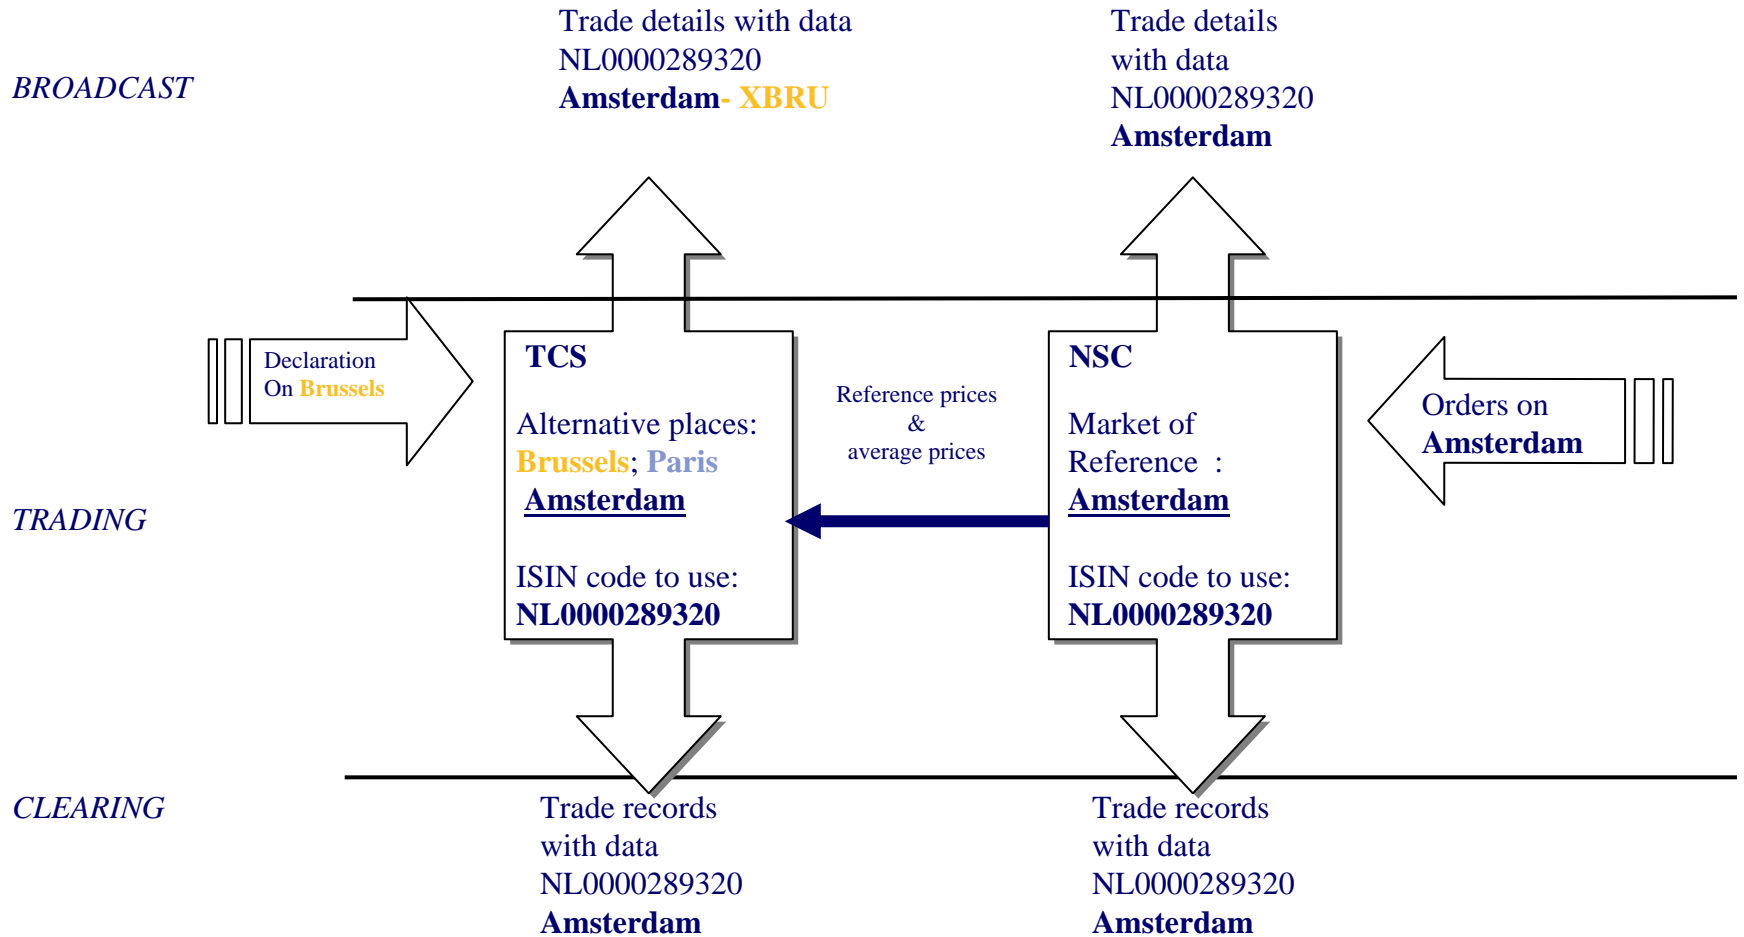 Trade details with data
NL0000289320
Amsterdam- XBRU
Trade details
with data
NL0000289320
Amsterdam
BROADCAST
Declaration
On Brussels
TCS
Alternative places:
Brussels; Paris
Amsterdam
ISIN code to use:
NL0000289320
Reference prices
&
average prices
NSC
Market of
Reference :
Amsterdam
ISIN code to use:
NL0000289320
Orders on
Amsterdam
TRADING
CLEARING
Trade records
with data
NL0000289320
Amsterdam
Trade records
with data
NL0000289320
Amsterdam